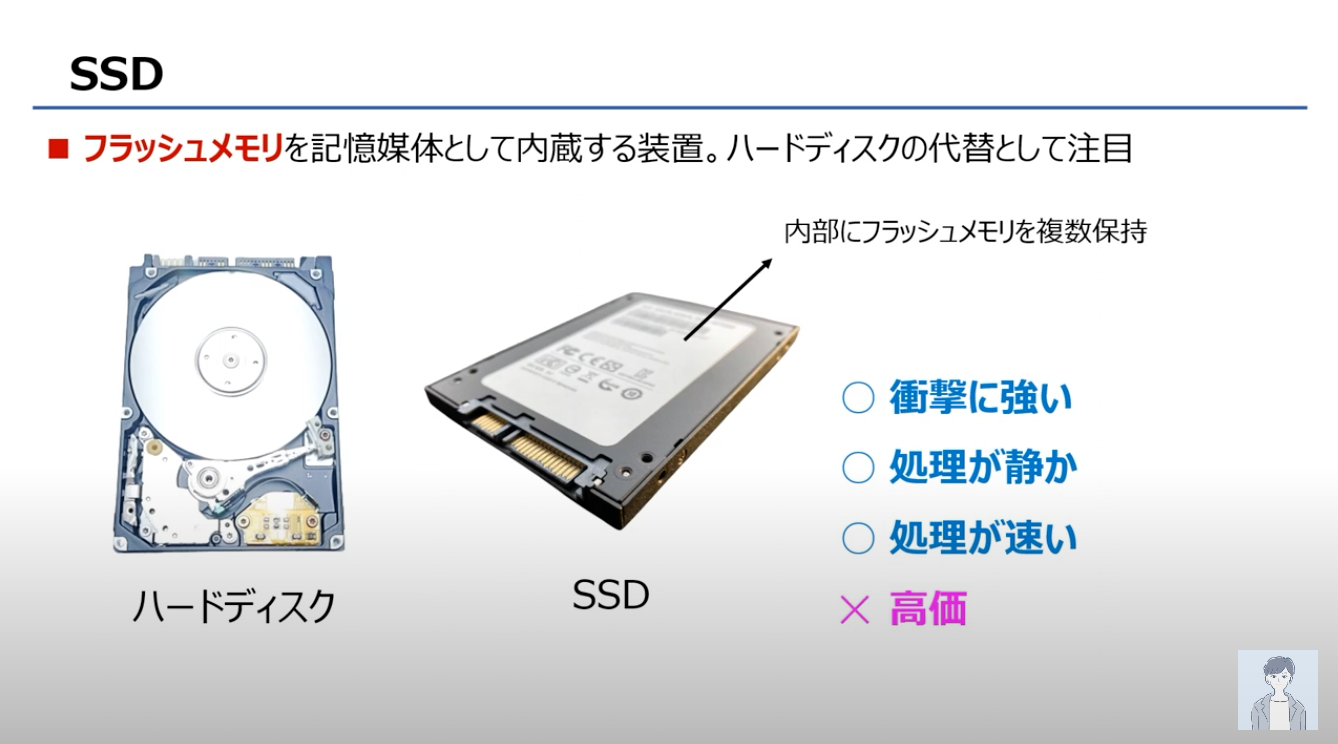 SSD
■ フラッシュメモリを記憶媒体として内蔵する装置。ハードディスクの代替として注目
内部にフラッシュメモリを複数保持
○ 衝撃に強い
○ 処理が静か
○ 処理が速い
× 高価
ハードディスク
SSD